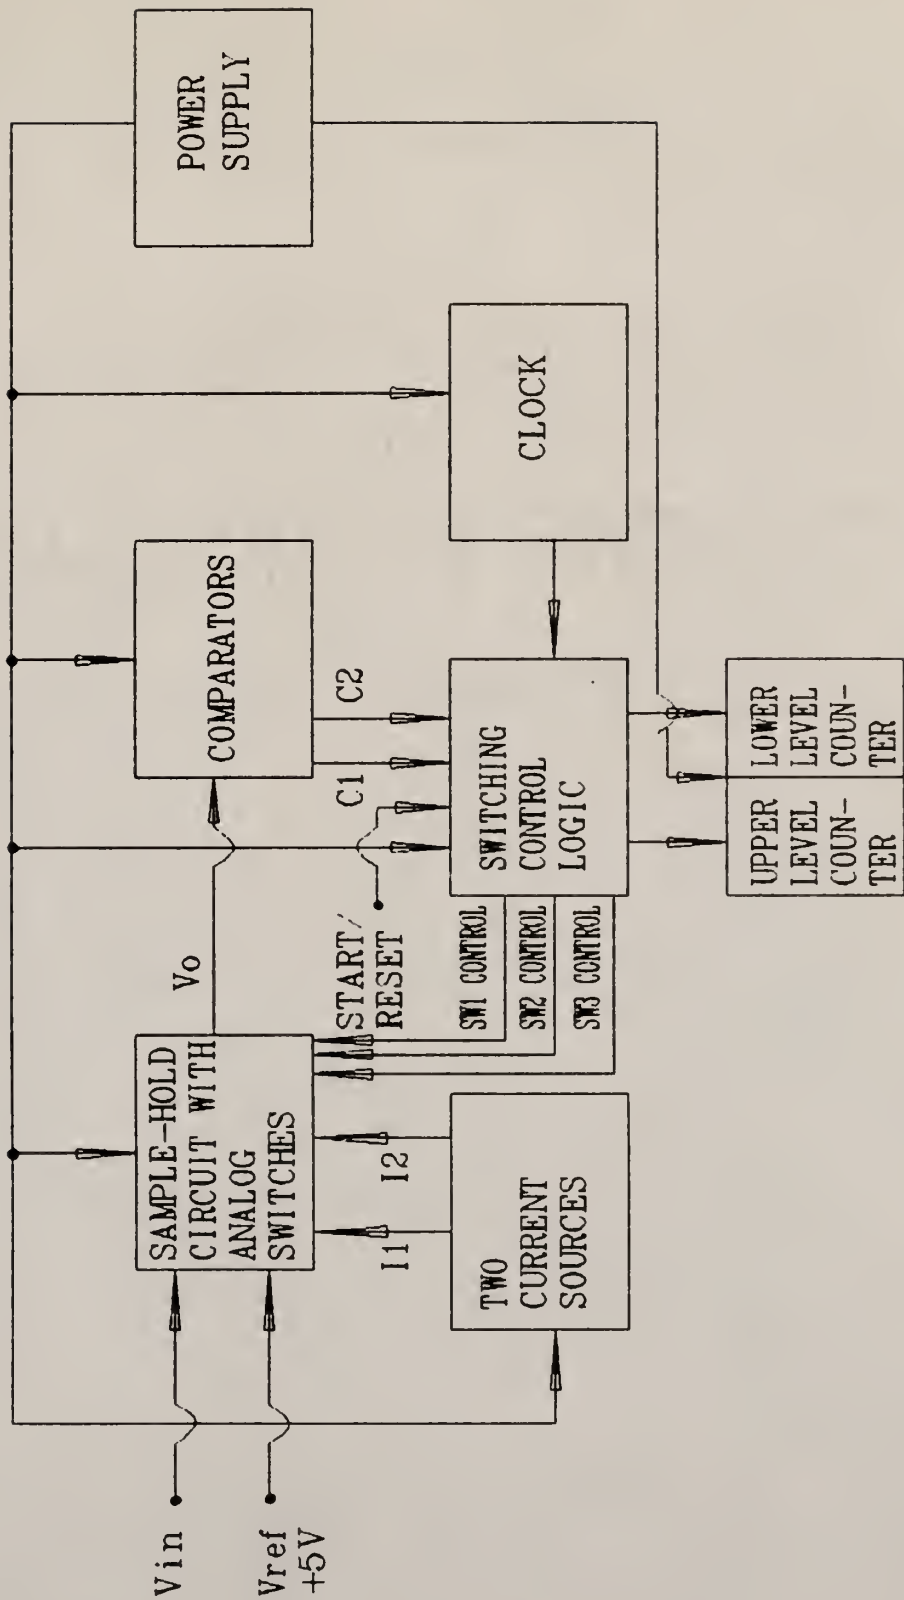 POWER
SUPPLY
COMPARATORS
CLOCK
Vo
C1
C2
SAMPLE-HOLD
CIRCUIT WITH
ANALOG
SWITCHES
Vin
Vref
+5V
START/
RESET
SWITCHING
CONTROL
LOGIC
SW1 CONTROL
SW2 CONTROL
SW3 CONTROL
I1
I2
TWO
CURRENT
SOURCES
UPPER
LEVEL
COUN-
TER
LOWER
LEVEL
COUN-
TER